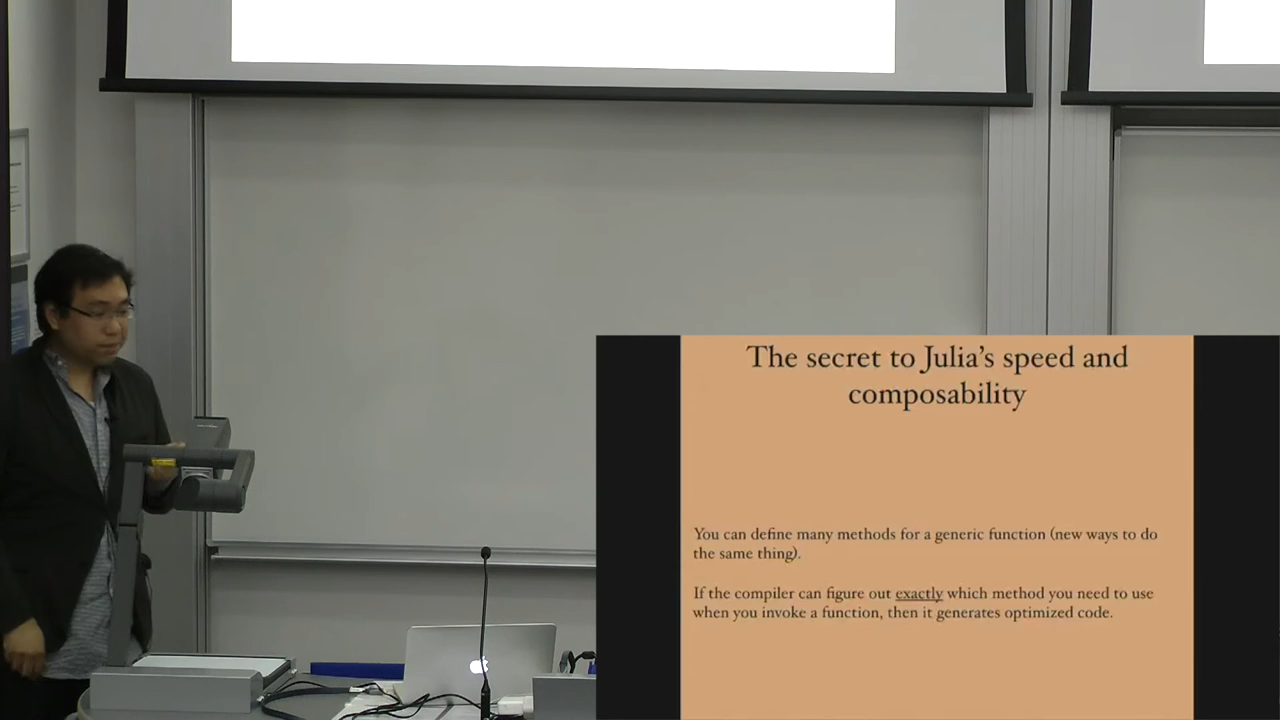 The secret to Julia’s speed and
composability
You can define many methods for a generic function (new ways to do
the same thing).
If the compiler can figure out exactly which method you need to use
when you invoke a function, then it generates optimized code.